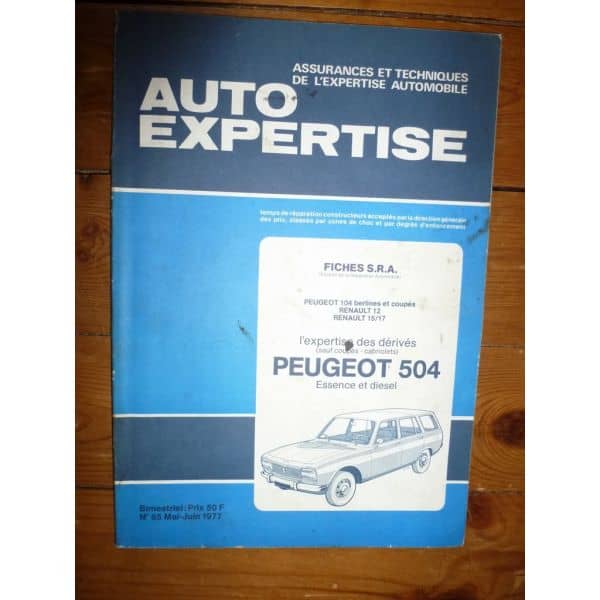 ASSURANCES ET TECHNIQUES
DE L'EXPERTISE AUTOMOBILE
AUTO
EXPERTISE
temps de réparation constructeurs acceptés par la direction générale
des prix, classés par zones de choc et par degrés d'enfoncement
FICHES S.R.A.
PEUGEOT 104 berlines et coupés
RENAULT 12
RENAULT 15/17
l'expertise des dérivés
(sauf coupés - cabriolets)
PEUGEOT 504
Essence et diesel
Bimestriel: Prix 50 F
N° 65 Mai-Juin 1977